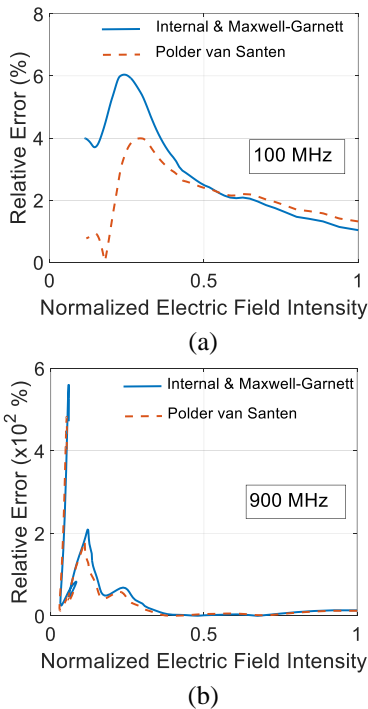 Internal & Maxwell-Garnett
Polder van Santen
100 MHz
Relative Error (%)
8
6
4
2
0
0
0.5
1
Normalized Electric Field Intensity
(a)
Internal & Maxwell-Garnett
Polder van Santen
900 MHz
Relative Error (x10² %)
6
4
2
0
0
0.5
1
Normalized Electric Field Intensity
(b)